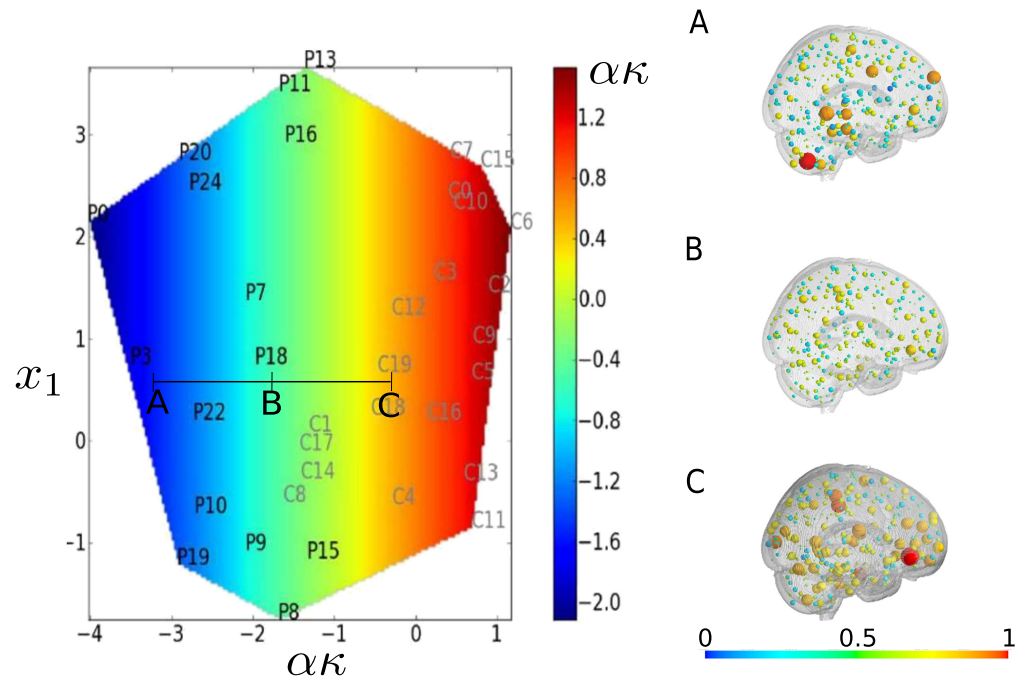 P13
P11
P16
P20
P24
P0
C7
C15
C0
C10
C6
C3
C2
P7
C12
C9
P3
P18
C19
C5
A
B
C
P22
C18
C16
C1
C17
C14
C13
C8
C4
P10
C11
P9
P15
P19
P8
3
2
1
0
-1
x1
−4
−3
−2
−1
0
1
ακ
ακ
1.2
0.8
0.4
0.0
−0.4
−0.8
−1.2
−1.6
−2.0
A
B
C
0 0.5 1